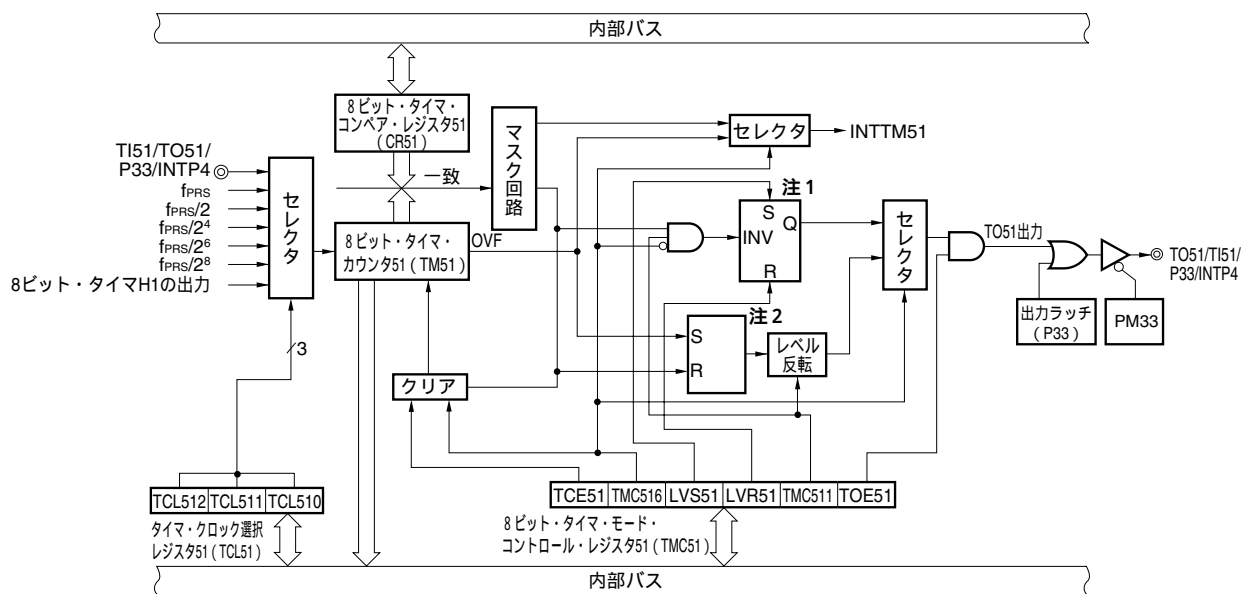 内部バス
8ビット・タイマ・
コンペア・レジスタ51
(CR51)
マスク回路
セレクタ
INTTM51
TI51/TO51/
P33/INTP4
fPRS
fPRS/2
fPRS/2⁴
fPRS/2⁶
fPRS/2⁸
8ビット・タイマH1の出力
セレクタ
一致
8ビット・タイマ・
カウンタ51(TM51)
OVF
注1
S
Q
INV
R
セレクタ
TO51出力
TO51/TI51/
P33/INTP4
出力ラッチ
(P33)
PM33
注2
S
R
レベル
反転
3
クリア
TCL512
TCL511
TCL510
タイマ・クロック選択
レジスタ51(TCL51)
TCE51
TMC516
LVS51
LVR51
TMC511
TOE51
8ビット・タイマ・モード・
コントロール・レジスタ51(TMC51)
内部バス